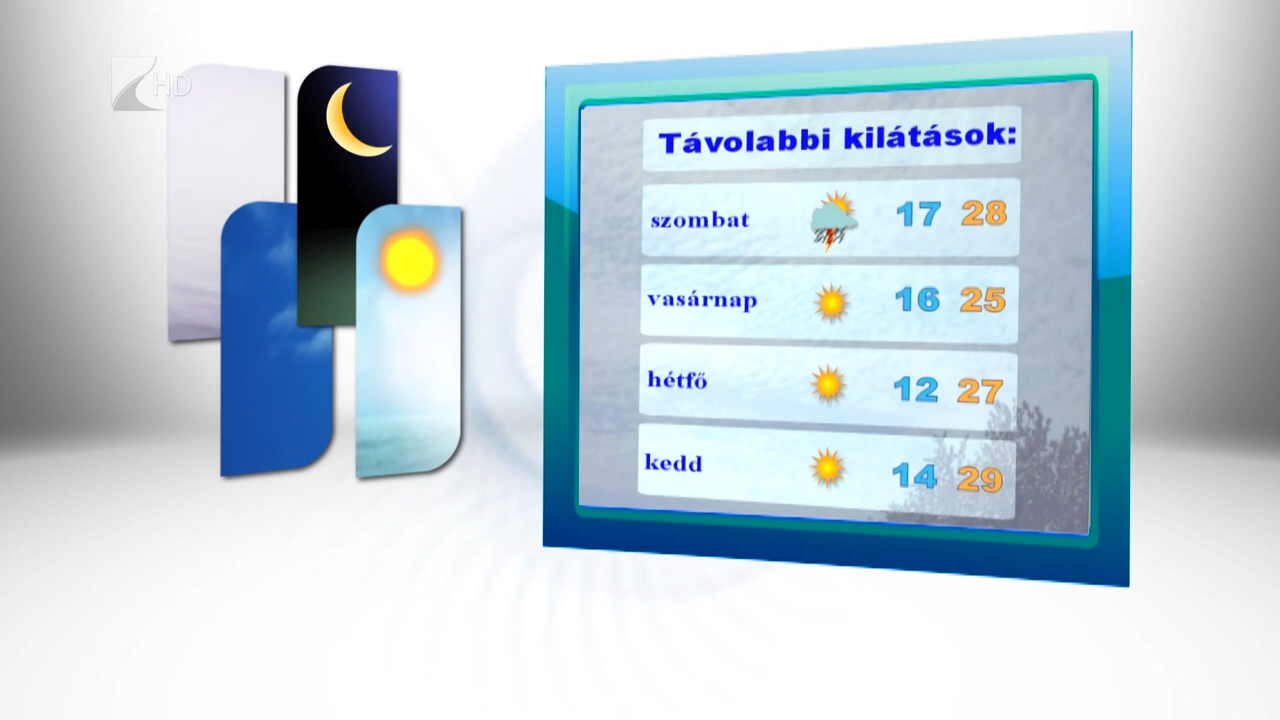 HD
Távolabbi kilátások:
szombat 17 28
vasárnap 16 25
hétfő 12 27
kedd 14 29